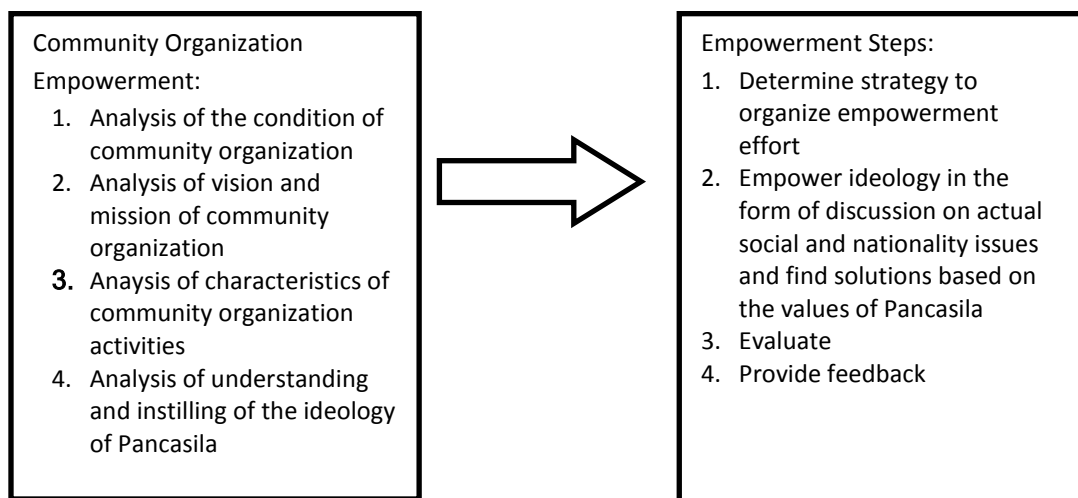 Community Organization
Empowerment:
1. Analysis of the condition of
community organization
2. Analysis of vision and
mission of community
organization
3. Anaysis of characteristics of
community organization
activities
4. Analysis of understanding
and instilling of the ideology
of Pancasila
Empowerment Steps:
1. Determine strategy to
organize empowerment
effort
2. Empower ideology in the
form of discussion on actual
social and nationality issues
and find solutions based on
the values of Pancasila
3. Evaluate
4. Provide feedback